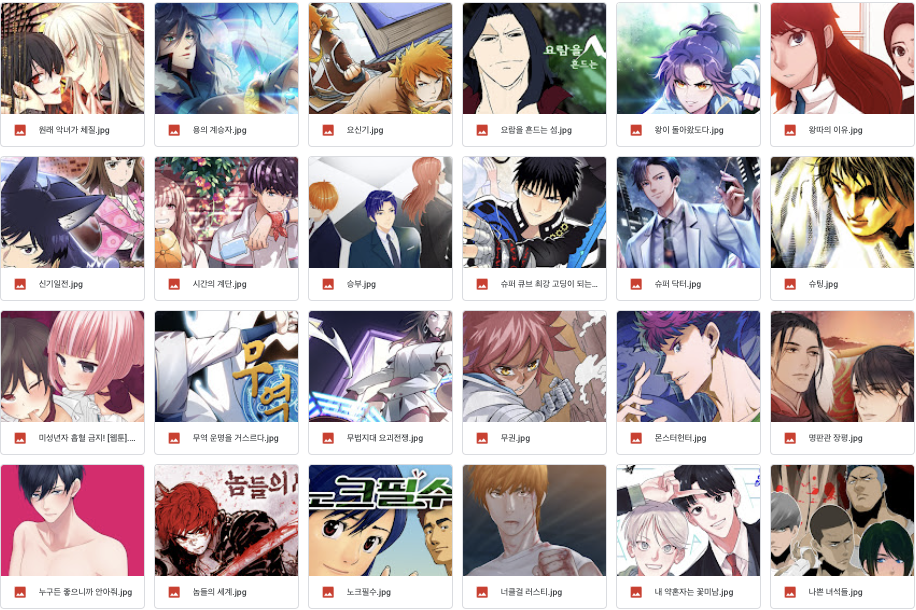 요람을 
흔드는
원래 악녀가 체질.jpg
용의 계승자.jpg
요신기.jpg
요람을 흔드는 섬.jpg
왕이 돌아왔도다.jpg
왕따의 이유.jpg
신기일전.jpg
시간의 계단.jpg
승부.jpg
슈퍼 큐브 최강 고딩이 되는...
슈퍼 닥터.jpg
슈팅.jpg
무역
미성년자 흡혈 금지! [웹툰]....
무역 운명을 거스르다.jpg
무법지대 요괴전쟁.jpg
무권.jpg
몬스터헌터.jpg
명판관 장평.jpg
놈들의
노크필수
누구든 좋으니까 안아줘.jpg
놈들의 세계.jpg
노크필수.jpg
너클걸 러스티.jpg
내 약혼자는 꽃미남.jpg
나쁜 녀석들.jpg